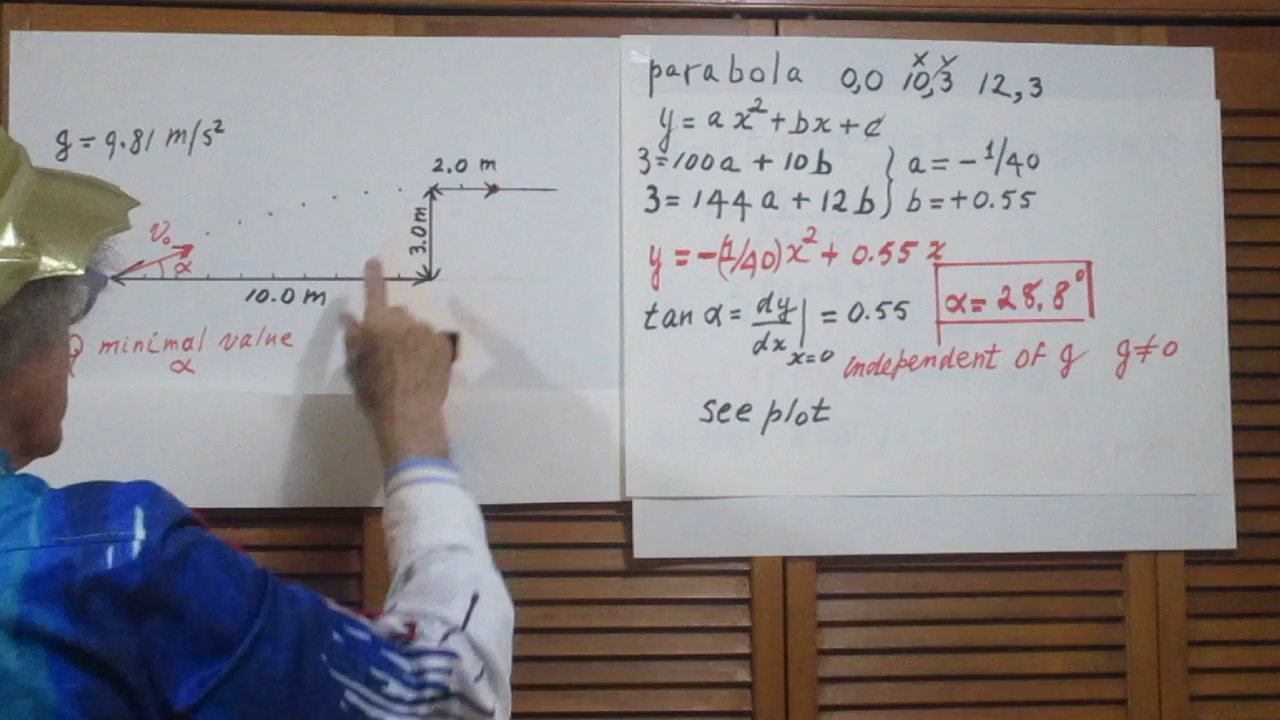 g = 9.81 m/s²
2.0 m
3.0 m
v₀
α
10.0 m
minimal value
α
parabola 0,0 10,3 12,3
x y
y = ax² + bx + c
3 = 100a + 10b } a = -1/40
3 = 144a + 12b } b = +0.55
y = -(1/40)x² + 0.55 x
tan α = dy/dx | x=0 = 0.55
α = 28.8°
independent of g g≠0
see plot